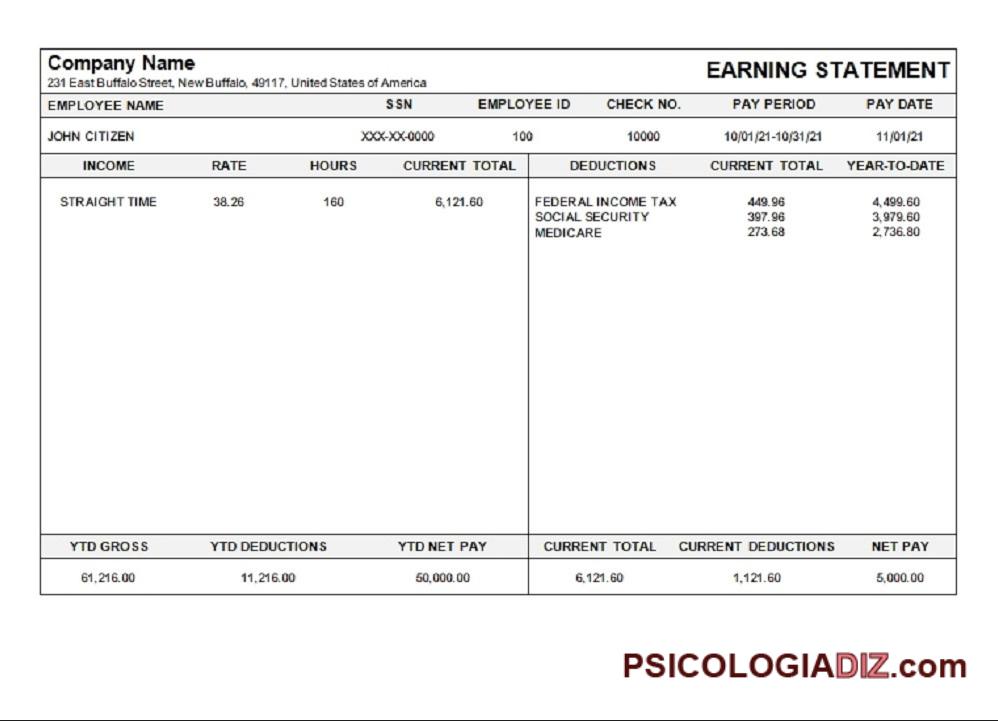 Company Name
EARNING STATEMENT
231 East Buffalo Street, New Buffalo, 49117, United States of America
EMPLOYEE NAME SSN EMPLOYEE ID CHECK NO. PAY PERIOD PAY DATE
JOHN CITIZEN XXX-XX-0000 100 10000 10/01/21-10/31/21 11/01/21
INCOME RATE HOURS CURRENT TOTAL DEDUCTIONS CURRENT TOTAL YEAR-TO-DATE
STRAIGHT TIME 38.26 160 6,121.60 FEDERAL INCOME TAX 449.96 4,499.60
SOCIAL SECURITY 397.96 3,979.60
MEDICARE 273.68 2,736.80
YTD GROSS YTD DEDUCTIONS YTD NET PAY CURRENT TOTAL CURRENT DEDUCTIONS NET PAY
61,216.00 11,216.00 50,000.00 6,121.60 1,121.60 5,000.00
PSICOLOGIADIZ.com